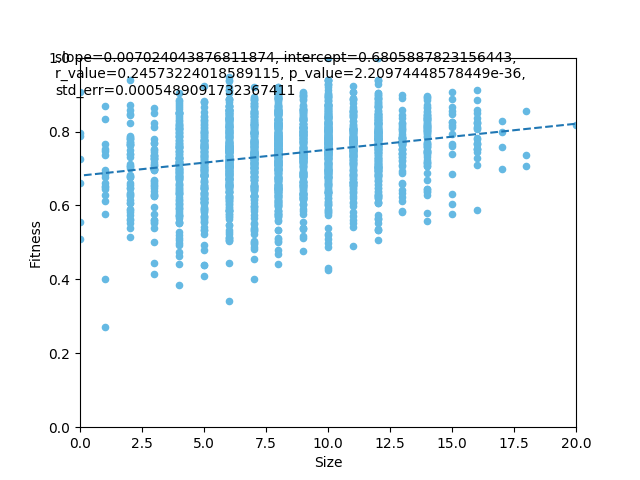 slope=0.007024043876811874, intercept=0.6805887823156443,
r_value=0.24573224018589115, p_value=2.20974448578449e-36,
std_err=0.0005489091732367411
1.0
0.8
0.6
0.4
0.2
0.0
Fitness
0.0 2.5 5.0 7.5 10.0 12.5 15.0 17.5 20.0
Size